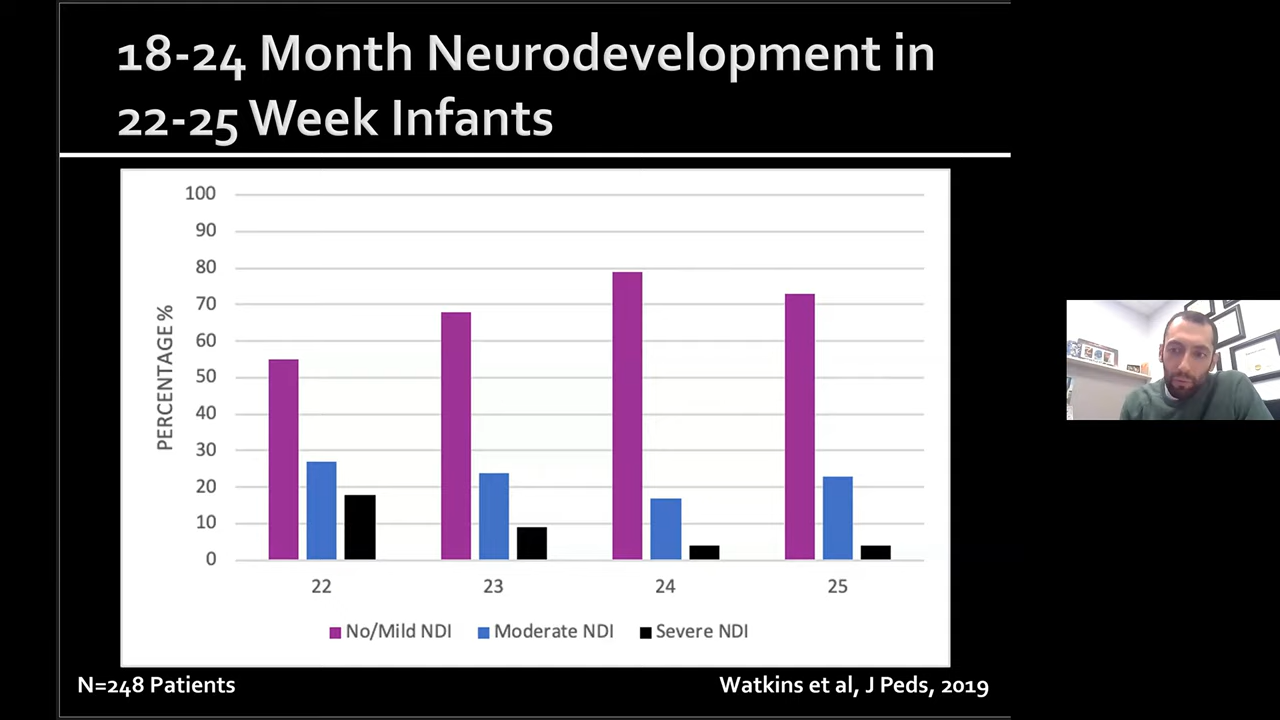 18-24 Month Neurodevelopment in
22-25 Week Infants
100
90
80
70
60
50
40
30
20
10
0
PERCENTAGE %
22 23 24 25
No/Mild NDI Moderate NDI Severe NDI
N=248 Patients
Watkins et al, J Peds, 2019